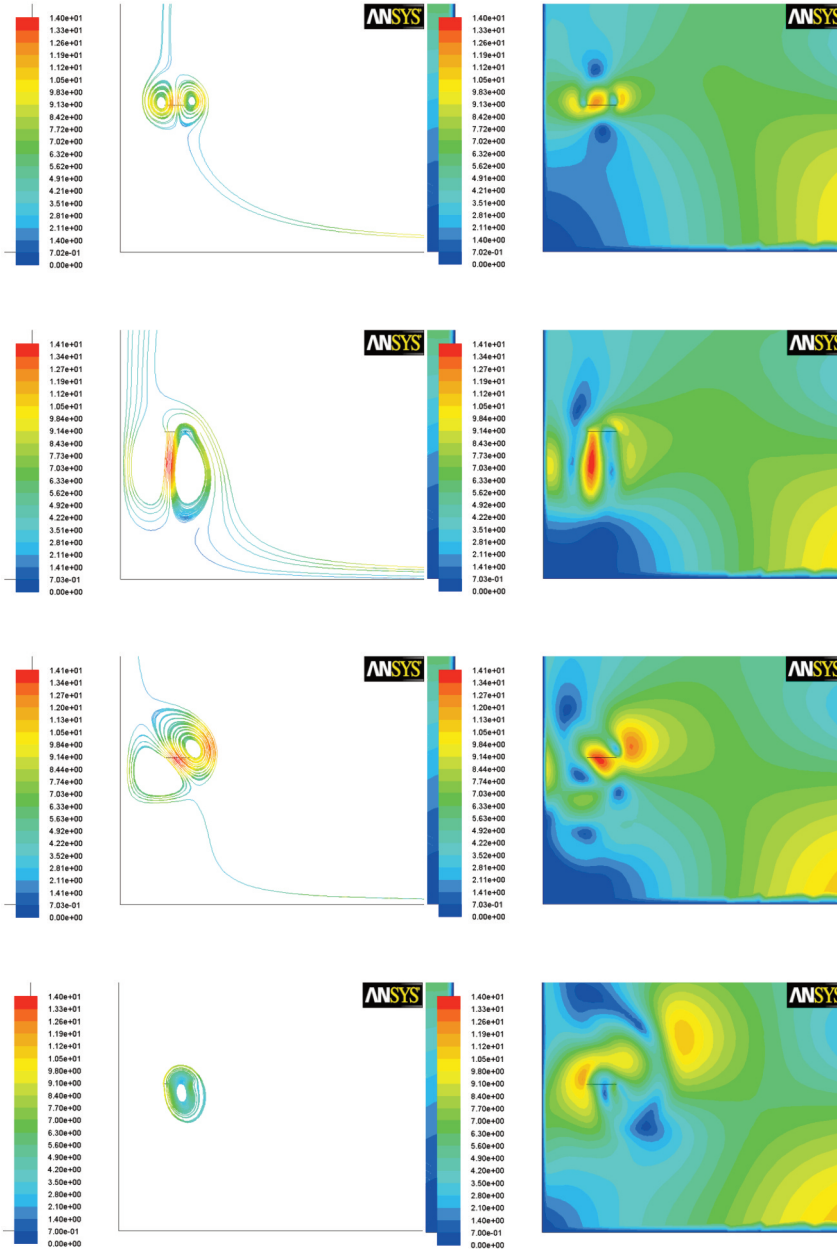 1.40e+01
1.33e+01
1.26e+01
1.19e+01
1.12e+01
1.05e+01
9.83e+00
9.13e+00
8.42e+00
7.72e+00
7.02e+00
6.32e+00
5.62e+00
4.91e+00
4.21e+00
3.51e+00
2.81e+00
2.11e+00
1.40e+00
7.02e-01
0.00e+00
ANSYS
1.40e+01
1.33e+01
1.26e+01
1.19e+01
1.12e+01
1.05e+01
9.83e+00
9.13e+00
8.42e+00
7.72e+00
7.02e+00
6.32e+00
5.62e+00
4.91e+00
4.21e+00
3.51e+00
2.81e+00
2.11e+00
1.40e+00
7.02e-01
0.00e+00
ANSYS
1.41e+01
1.34e+01
1.27e+01
1.20e+01
1.12e+01
1.05e+01
9.84e+00
9.14e+00
8.43e+00
7.73e+00
7.03e+00
6.33e+00
5.62e+00
4.92e+00
4.22e+00
3.51e+00
2.81e+00
2.11e+00
1.41e+00
7.03e-01
0.00e+00
ANSYS
1.41e+01
1.34e+01
1.27e+01
1.20e+01
1.12e+01
1.05e+01
9.84e+00
9.14e+00
8.43e+00
7.73e+00
7.03e+00
6.33e+00
5.62e+00
4.92e+00
4.22e+00
3.51e+00
2.81e+00
2.11e+00
1.41e+00
7.03e-01
0.00e+00
ANSYS
1.41e+01
1.34e+01
1.27e+01
1.20e+01
1.13e+01
1.05e+01
9.84e+00
9.14e+00
8.44e+00
7.74e+00
7.03e+00
6.33e+00
5.63e+00
4.92e+00
4.22e+00
3.52e+00
2.81e+00
2.11e+00
1.41e+00
7.03e-01
0.00e+00
ANSYS
1.41e+01
1.34e+01
1.27e+01
1.20e+01
1.13e+01
1.05e+01
9.84e+00
9.14e+00
8.44e+00
7.74e+00
7.03e+00
6.33e+00
5.63e+00
4.92e+00
4.22e+00
3.52e+00
2.81e+00
2.11e+00
1.41e+00
7.03e-01
0.00e+00
ANSYS
1.40e+01
1.33e+01
1.26e+01
1.19e+01
1.12e+01
1.05e+01
9.80e+00
9.10e+00
8.40e+00
7.70e+00
7.00e+00
6.30e+00
5.60e+00
4.90e+00
4.20e+00
3.50e+00
2.80e+00
2.10e+00
1.40e+00
7.00e-01
0.00e+00
ANSYS
1.40e+01
1.33e+01
1.26e+01
1.19e+01
1.12e+01
1.05e+01
9.80e+00
9.10e+00
8.40e+00
7.70e+00
7.00e+00
6.30e+00
5.60e+00
4.90e+00
4.20e+00
3.50e+00
2.80e+00
2.10e+00
1.40e+00
7.00e-01
0.00e+00
ANSYS